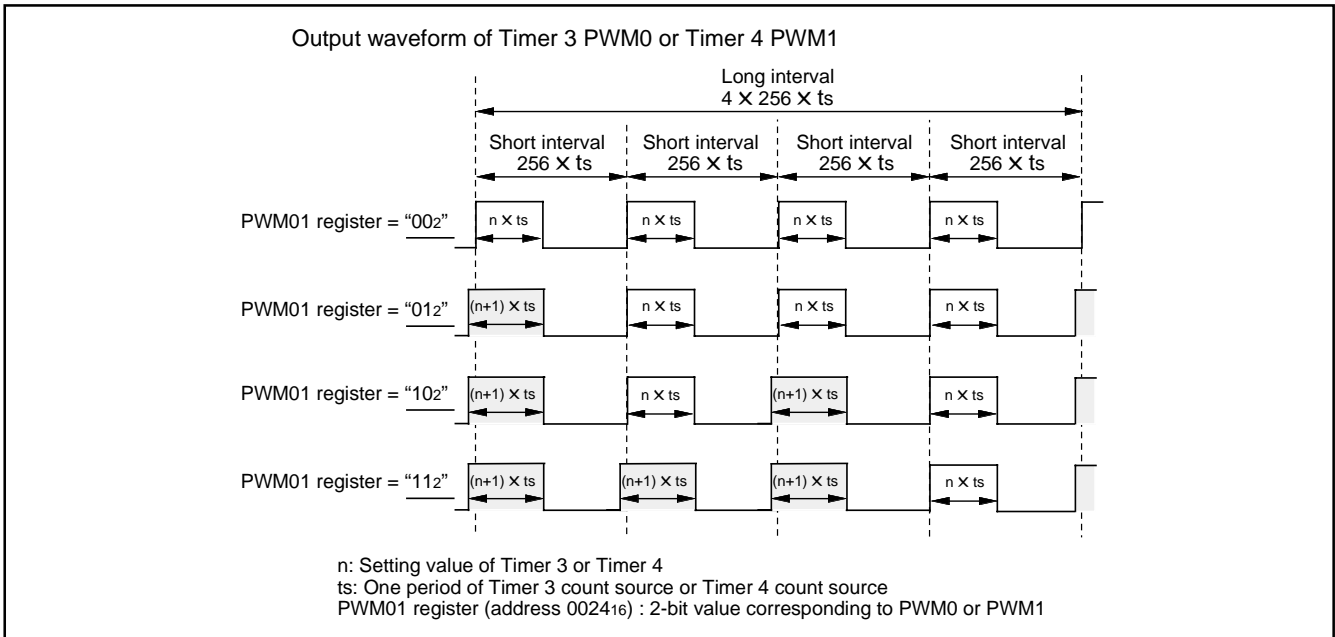 Output waveform of Timer 3 PWM0 or Timer 4 PWM1
Long interval
4 × 256 × ts
Short interval Short interval Short interval Short interval
256 × ts 256 × ts 256 × ts 256 × ts
PWM01 register = “002” n × ts n × ts n × ts n × ts
PWM01 register = “012” (n+1) × ts n × ts n × ts n × ts
PWM01 register = “102” (n+1) × ts n × ts (n+1) × ts n × ts
PWM01 register = “112” (n+1) × ts (n+1) × ts (n+1) × ts n × ts
n: Setting value of Timer 3 or Timer 4
ts: One period of Timer 3 count source or Timer 4 count source
PWM01 register (address 002416) : 2-bit value corresponding to PWM0 or PWM1